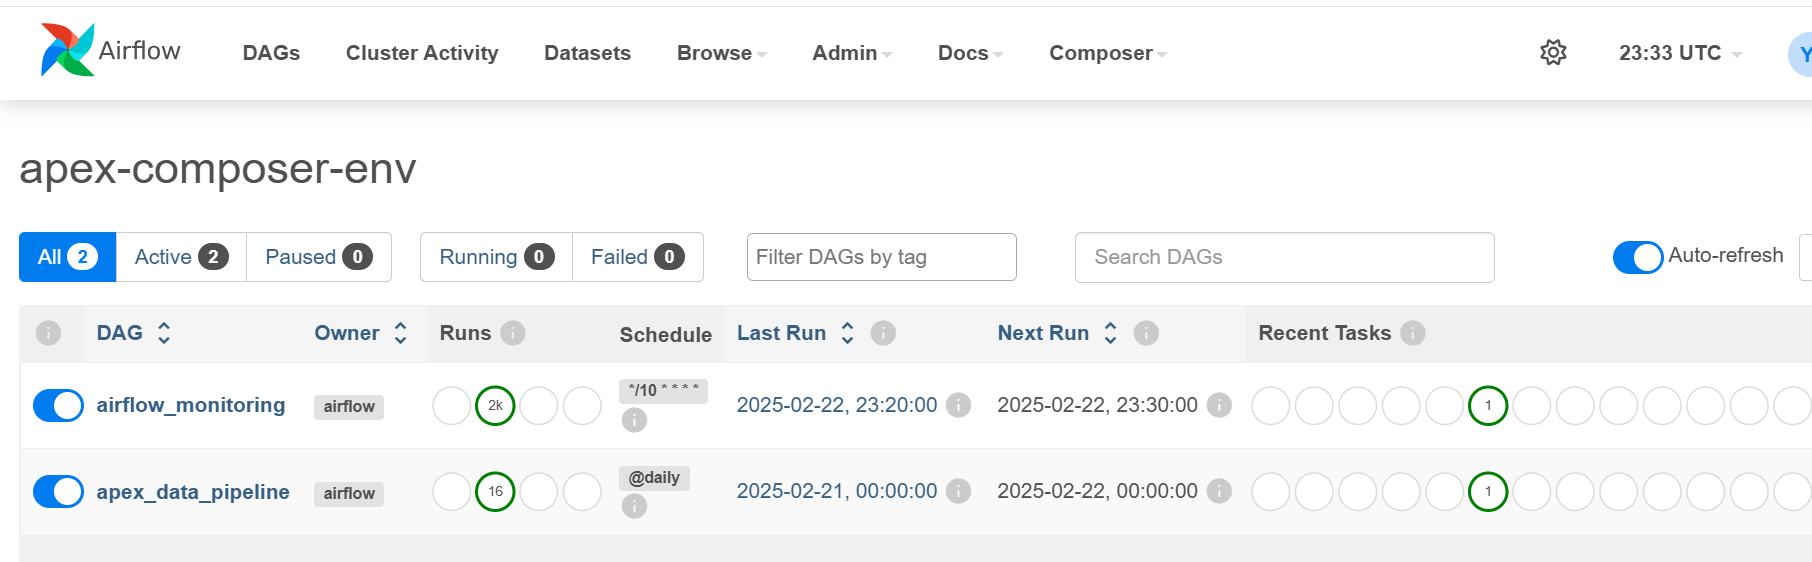 Airflow DAGs Cluster Activity Datasets Browse Admin Docs Composer 23:33 UTC Y
apex-composer-env
All 2 Active 2 Paused 0 Running 0 Failed 0 Filter DAGs by tag Search DAGs Auto-refresh
i DAG Owner Runs i Schedule Last Run i Next Run i Recent Tasks i
airflow_monitoring airflow 2k */10 * * * * i 2025-02-22, 23:20:00 i 2025-02-22, 23:30:00 i 1
apex_data_pipeline airflow 16 @daily i 2025-02-21, 00:00:00 i 2025-02-22, 00:00:00 i 1